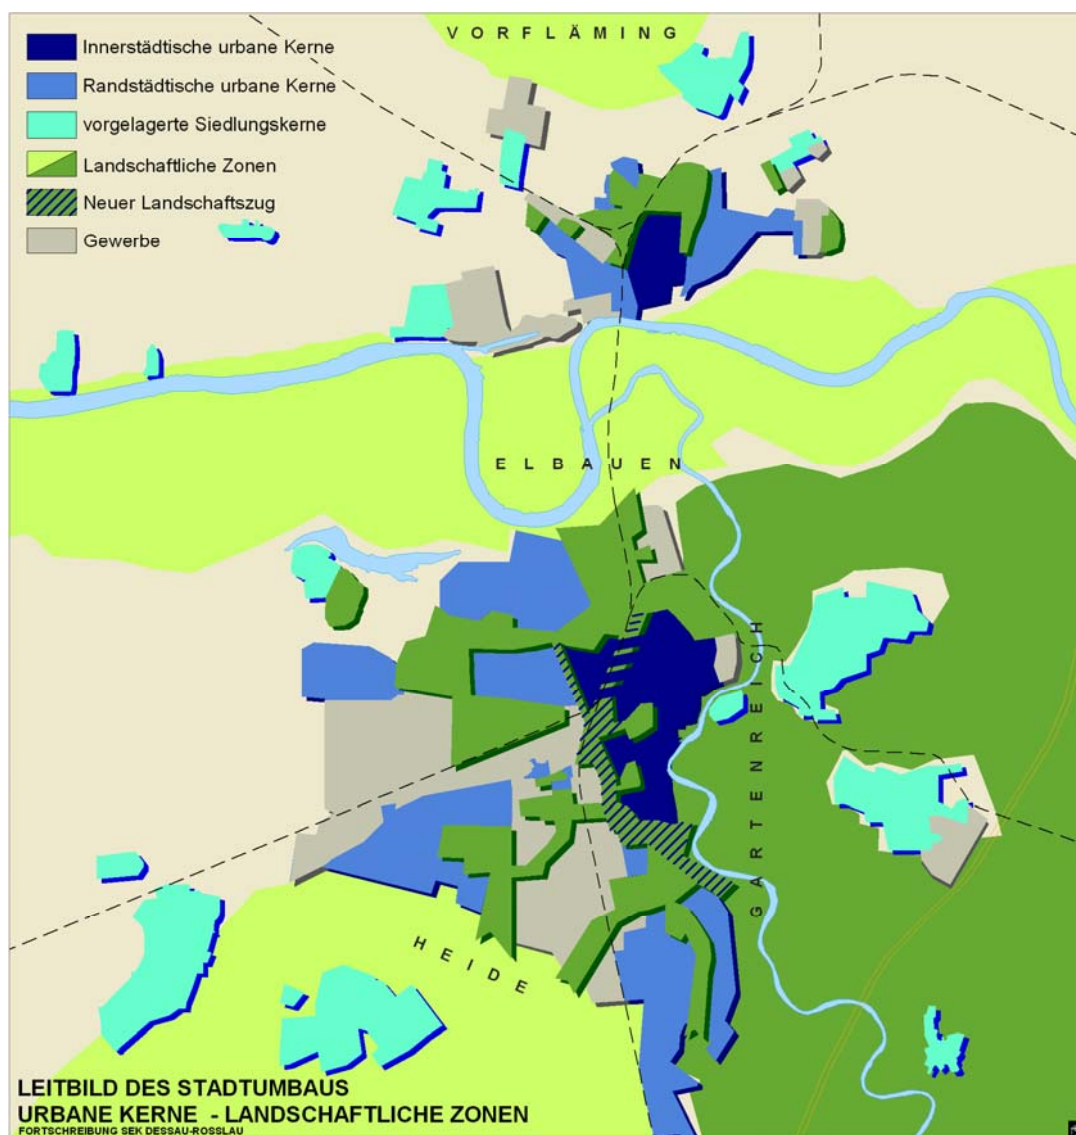 VORFLÄMING
Innerstädtische urbane Kerne
Randstädtische urbane Kerne
vorgelagerte Siedlungskerne
Landschaftliche Zonen
Neuer Landschaftszug
Gewerbe
ELBAUEN
GARTENREICH
HEIDE
LEITBILD DES STADTUMBAUS
URBANE KERNE - LANDSCHAFTLICHE ZONEN
FORTSCHREIBUNG SEK DESSAU-ROSSLAU